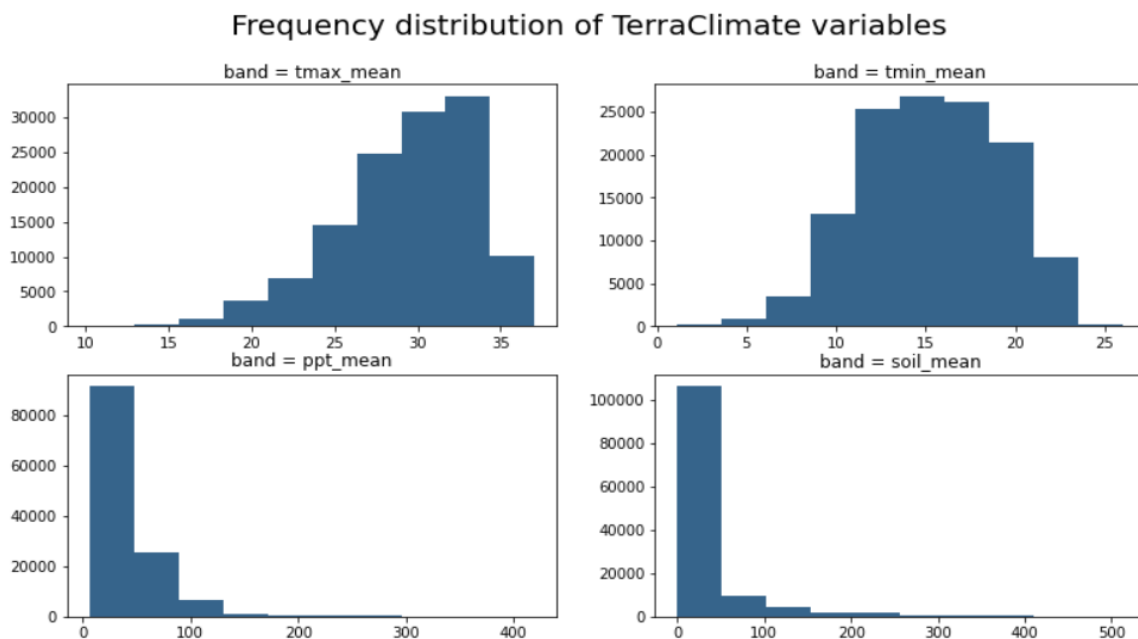 Frequency distribution of TerraClimate variables
band = tmax_mean
30000
25000
20000
15000
10000
5000
0
10 15 20 25 30 35
band = tmin_mean
25000
20000
15000
10000
5000
0
0 5 10 15 20 25
band = ppt_mean
80000
60000
40000
20000
0
0 100 200 300 400
band = soil_mean
100000
80000
60000
40000
20000
0
0 100 200 300 400 500